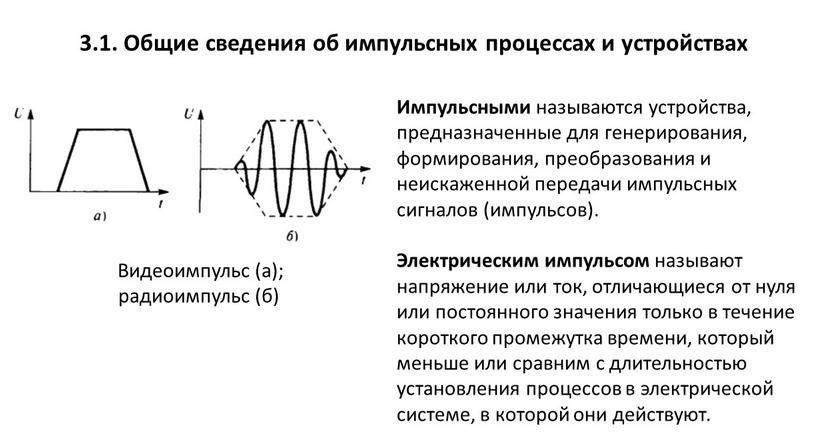 3.1. Общие сведения об импульсных процессах и устройствах
U
t
а)
U
t
б)
Видеоимпульс (а);
радиоимпульс (б)
Импульсными называются устройства,
предназначенные для генерирования,
формирования, преобразования и
неискаженной передачи импульсных
сигналов (импульсов).
Электрическим импульсом называют
напряжение или ток, отличающиеся от нуля
или постоянного значения только в течение
короткого промежутка времени, который
меньше или сравним с длительностью
установления процессов в электрической
системе, в которой они действуют.